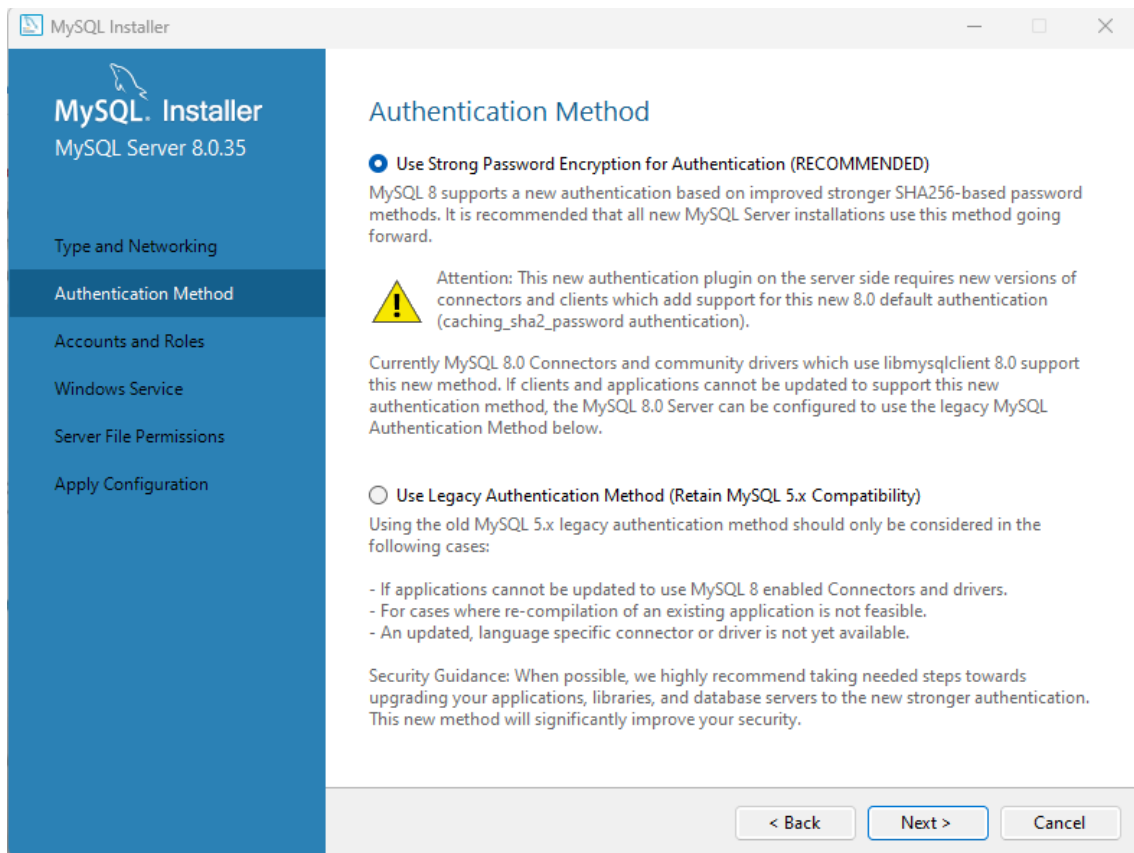 MySQL Installer
MySQL. Installer
MySQL Server 8.0.35
Type and Networking
Authentication Method
Accounts and Roles
Windows Service
Server File Permissions
Apply Configuration
Authentication Method
Use Strong Password Encryption for Authentication (RECOMMENDED)
MySQL 8 supports a new authentication based on improved stronger SHA256-based password
methods. It is recommended that all new MySQL Server installations use this method going
forward.
Attention: This new authentication plugin on the server side requires new versions of
connectors and clients which add support for this new 8.0 default authentication
(caching_sha2_password authentication).
Currently MySQL 8.0 Connectors and community drivers which use libmysqlclient 8.0 support
this new method. If clients and applications cannot be updated to support this new
authentication method, the MySQL 8.0 Server can be configured to use the legacy MySQL
Authentication Method below.
Use Legacy Authentication Method (Retain MySQL 5.x Compatibility)
Using the old MySQL 5.x legacy authentication method should only be considered in the
following cases:
- If applications cannot be updated to use MySQL 8 enabled Connectors and drivers.
- For cases where re-compilation of an existing application is not feasible.
- An updated, language specific connector or driver is not yet available.
Security Guidance: When possible, we highly recommend taking needed steps towards
upgrading your applications, libraries, and database servers to the new stronger authentication.
This new method will significantly improve your security.
< Back
Next >
Cancel